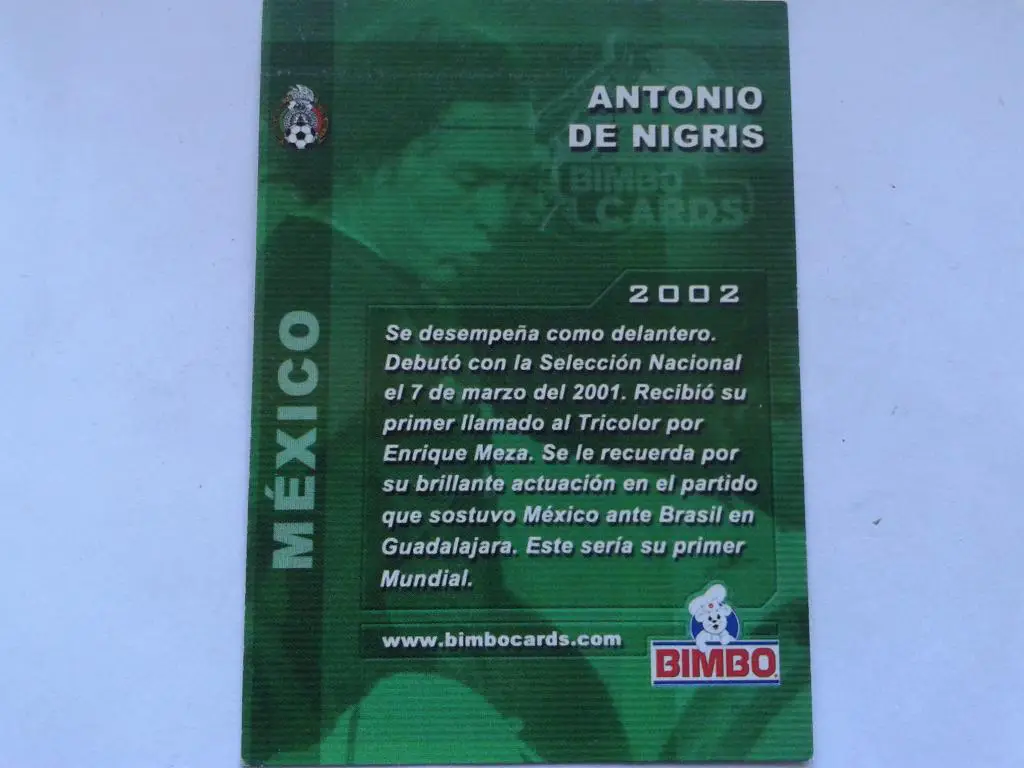 ANTONIO
DE NIGRIS
BIMBO
CARDS
MÉXICO
2002
Se desempeña como delantero.
Debutó con la Selección Nacional
el 7 de marzo del 2001. Recibió su
primer llamado al Tricolor por
Enrique Meza. Se le recuerda por
su brillante actuación en el partido
que sostuvo México ante Brasil en
Guadalajara. Este sería su primer
Mundial.
www.bimbocards.com
BIMBO